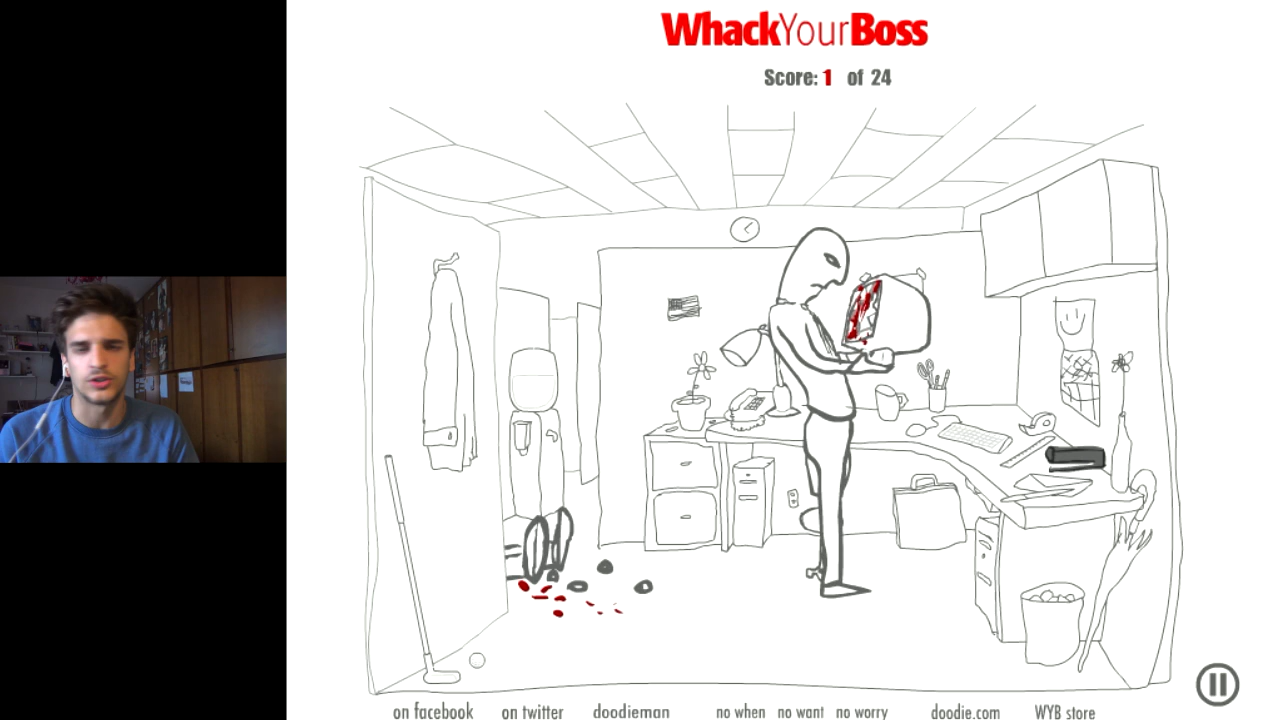 WhackYourBoss
Score: 1 of 24
on facebook on twitter doodieman no when no want no worry doodie.com WYB store